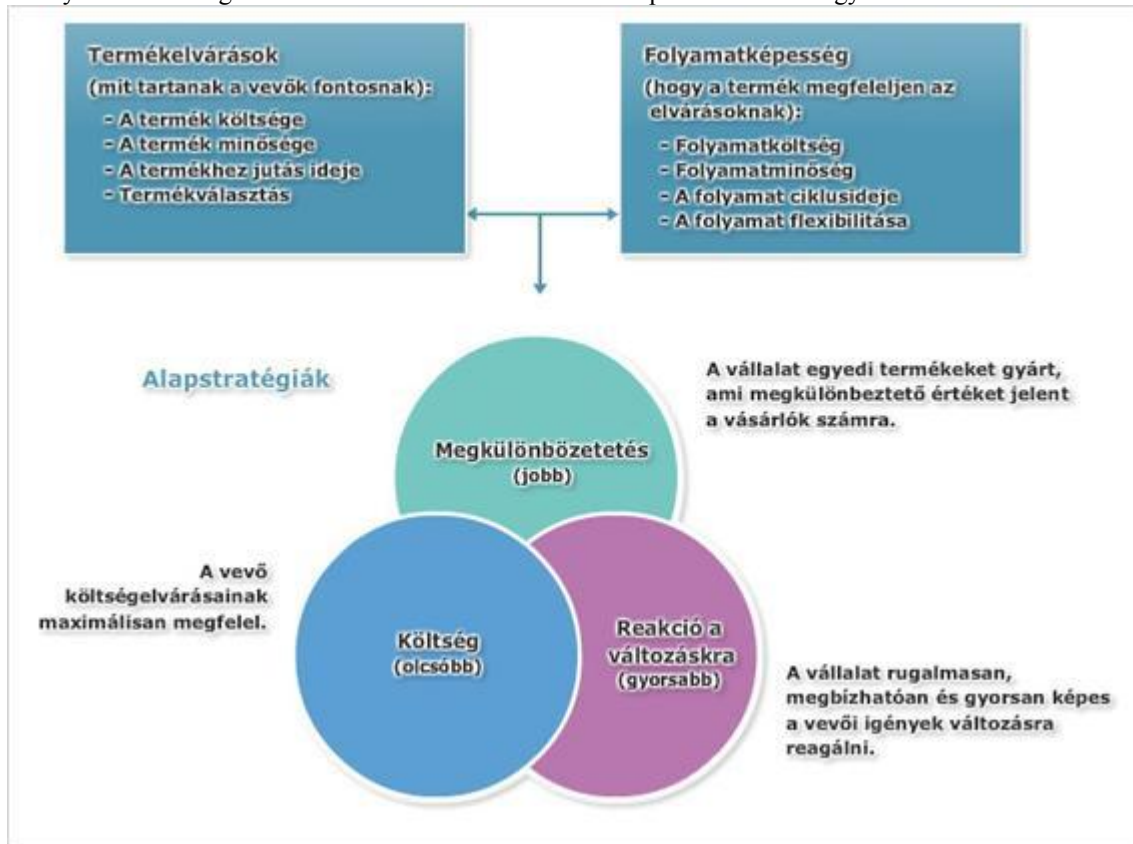 Termékelvárások
(mit tartanak a vevők fontosnak):
- A termék költsége
- A termék minősége
- A termékhez jutás ideje
- Termékválasztás
Folyamatképesség
(hogy a termék megfeleljen az
elvárásoknak):
- Folyamatköltség
- Folyamatminőség
- A folyamat ciklusideje
- A folyamat flexibilitása
Alapstratégiák
A vállalat egyedi termékeket gyárt,
ami megkülönbeztető értéket jelent
a vásárlók számra.
Megkülönbözetetés
(jobb)
A vevő
költségelvárásainak
maximálisan megfelel.
Költség
(olcsóbb)
Reakció a
változáskra
(gyorsabb)
A vállalat rugalmasan,
megbízhatóan és gyorsan képes
a vevői igények változásra
reagálni.